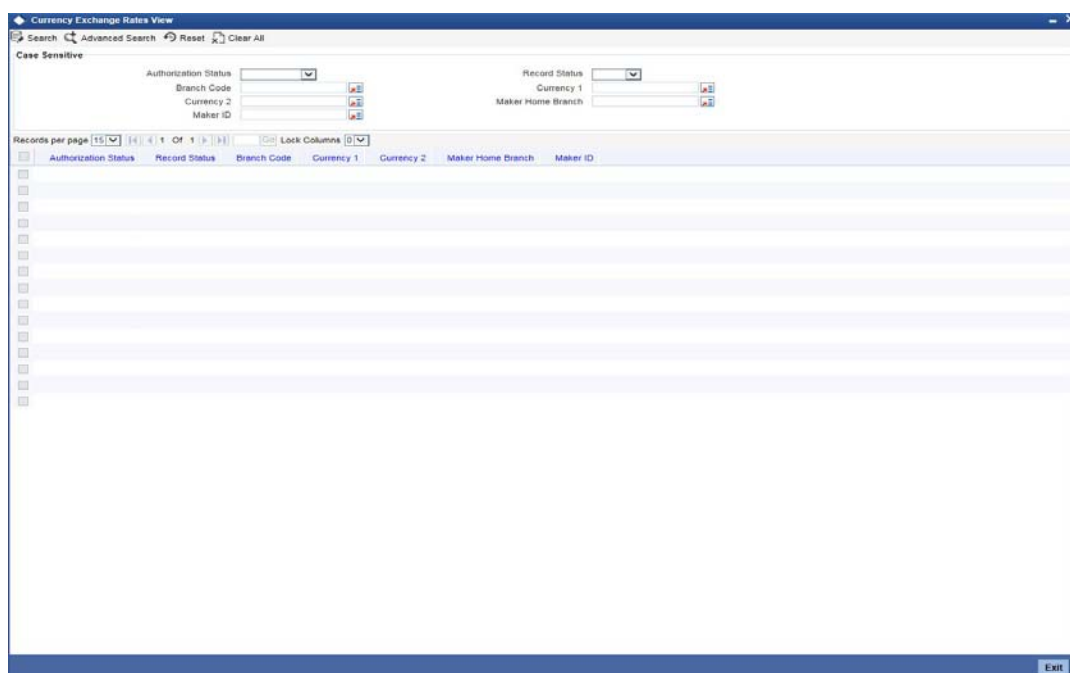 Currency Exchange Rates View
Search Advanced Search Reset Clear All
Case Sensitive
Authorization Status Record Status
Branch Code Currency 1
Currency 2 Maker Home Branch
Maker ID
Records per page 15 1 Of 1 Go Lock Columns 0
Authorization Status Record Status Branch Code Currency 1 Currency 2 Maker Home Branch Maker ID
Exit